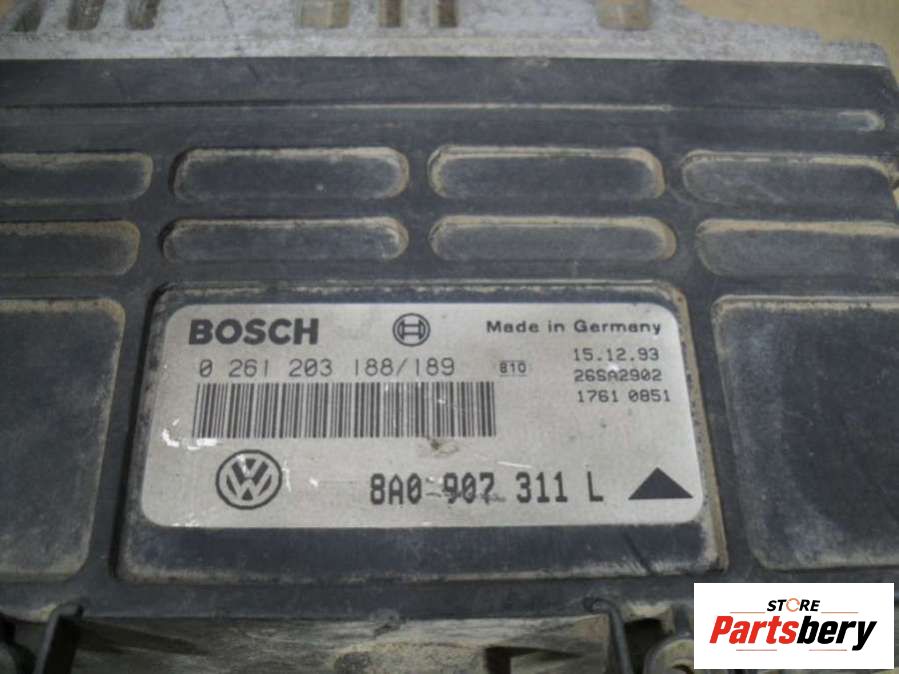 BOSCH
Made in Germany
0 261 203 188/189
810
15.12.93
26SA2902
1761 0851
VW
8A0 907 311 L
STORE
Partsbery